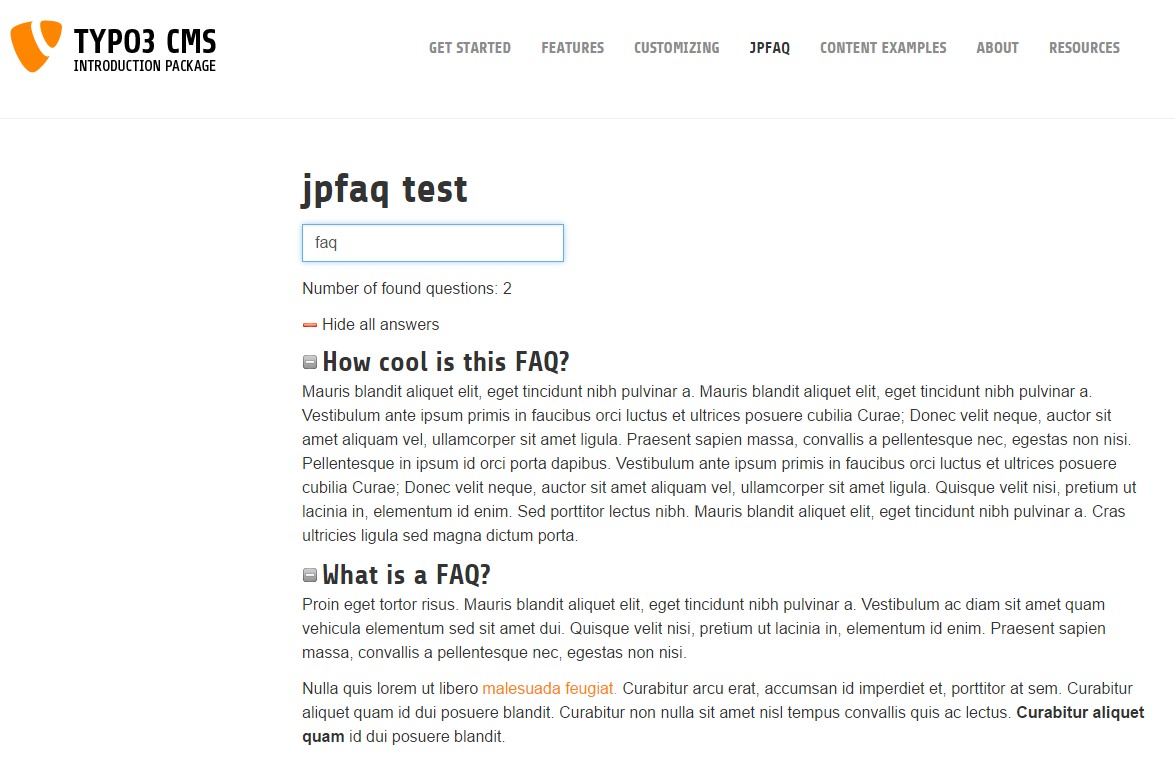 TYPO3 CMS
INTRODUCTION PACKAGE
GET STARTED FEATURES CUSTOMIZING JPFAQ CONTENT EXAMPLES ABOUT RESOURCES
jpfaq test
faq
Number of found questions: 2
Hide all answers
How cool is this FAQ?
Mauris blandit aliquet elit, eget tincidunt nibh pulvinar a. Mauris blandit aliquet elit, eget tincidunt nibh pulvinar a.
Vestibulum ante ipsum primis in faucibus orci luctus et ultrices posuere cubilia Curae; Donec velit neque, auctor sit
amet aliquam vel, ullamcorper sit amet ligula. Praesent sapien massa, convallis a pellentesque nec, egestas non nisi.
Pellentesque in ipsum id orci porta dapibus. Vestibulum ante ipsum primis in faucibus orci luctus et ultrices posuere
cubilia Curae; Donec velit neque, auctor sit amet aliquam vel, ullamcorper sit amet ligula. Quisque velit nisi, pretium ut
lacinia in, elementum id enim. Sed porttitor lectus nibh. Mauris blandit aliquet elit, eget tincidunt nibh pulvinar a. Cras
ultricies ligula sed magna dictum porta.
What is a FAQ?
Proin eget tortor risus. Mauris blandit aliquet elit, eget tincidunt nibh pulvinar a. Vestibulum ac diam sit amet quam
vehicula elementum sed sit amet dui. Quisque velit nisi, pretium ut lacinia in, elementum id enim. Praesent sapien
massa, convallis a pellentesque nec, egestas non nisi.
Nulla quis lorem ut libero malesuada feugiat. Curabitur arcu erat, accumsan id imperdiet et, porttitor at sem. Curabitur
aliquet quam id dui posuere blandit. Curabitur non nulla sit amet nisl tempus convallis quis ac lectus. Curabitur aliquet
quam id dui posuere blandit.